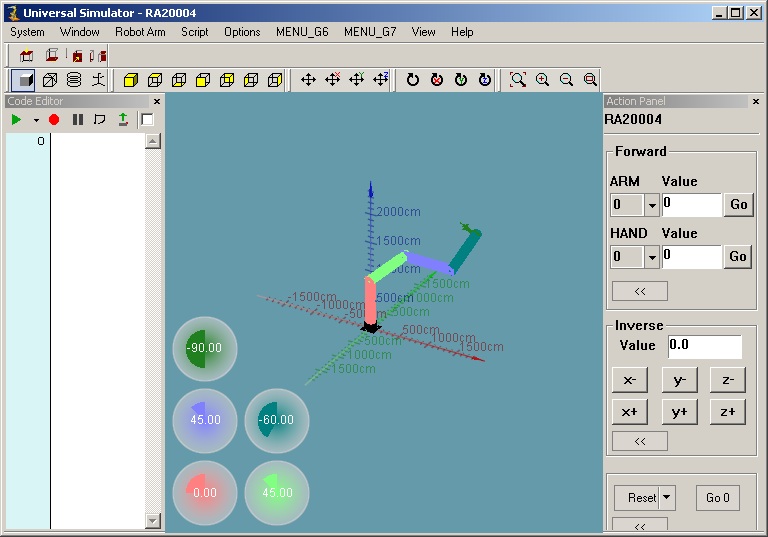 Universal Simulator - RA20004
System Window Robot Arm Script Options MENU_G6 MENU_G7 View Help
Code Editor
0
2000cm
1500cm
500cm
-1500cm
-1000cm
1500cm
1000cm
500cm
500cm
1000cm
1500cm
-500cm
-1000cm
-1500cm
-90.00
45.00
-60.00
0.00
45.00
Action Panel
RA20004
Forward
ARM Value
0 0 Go
HAND Value
0 0 Go
<<
Inverse
Value 0.0
x- y- z-
x+ y+ z+
<<
Reset Go 0
<<